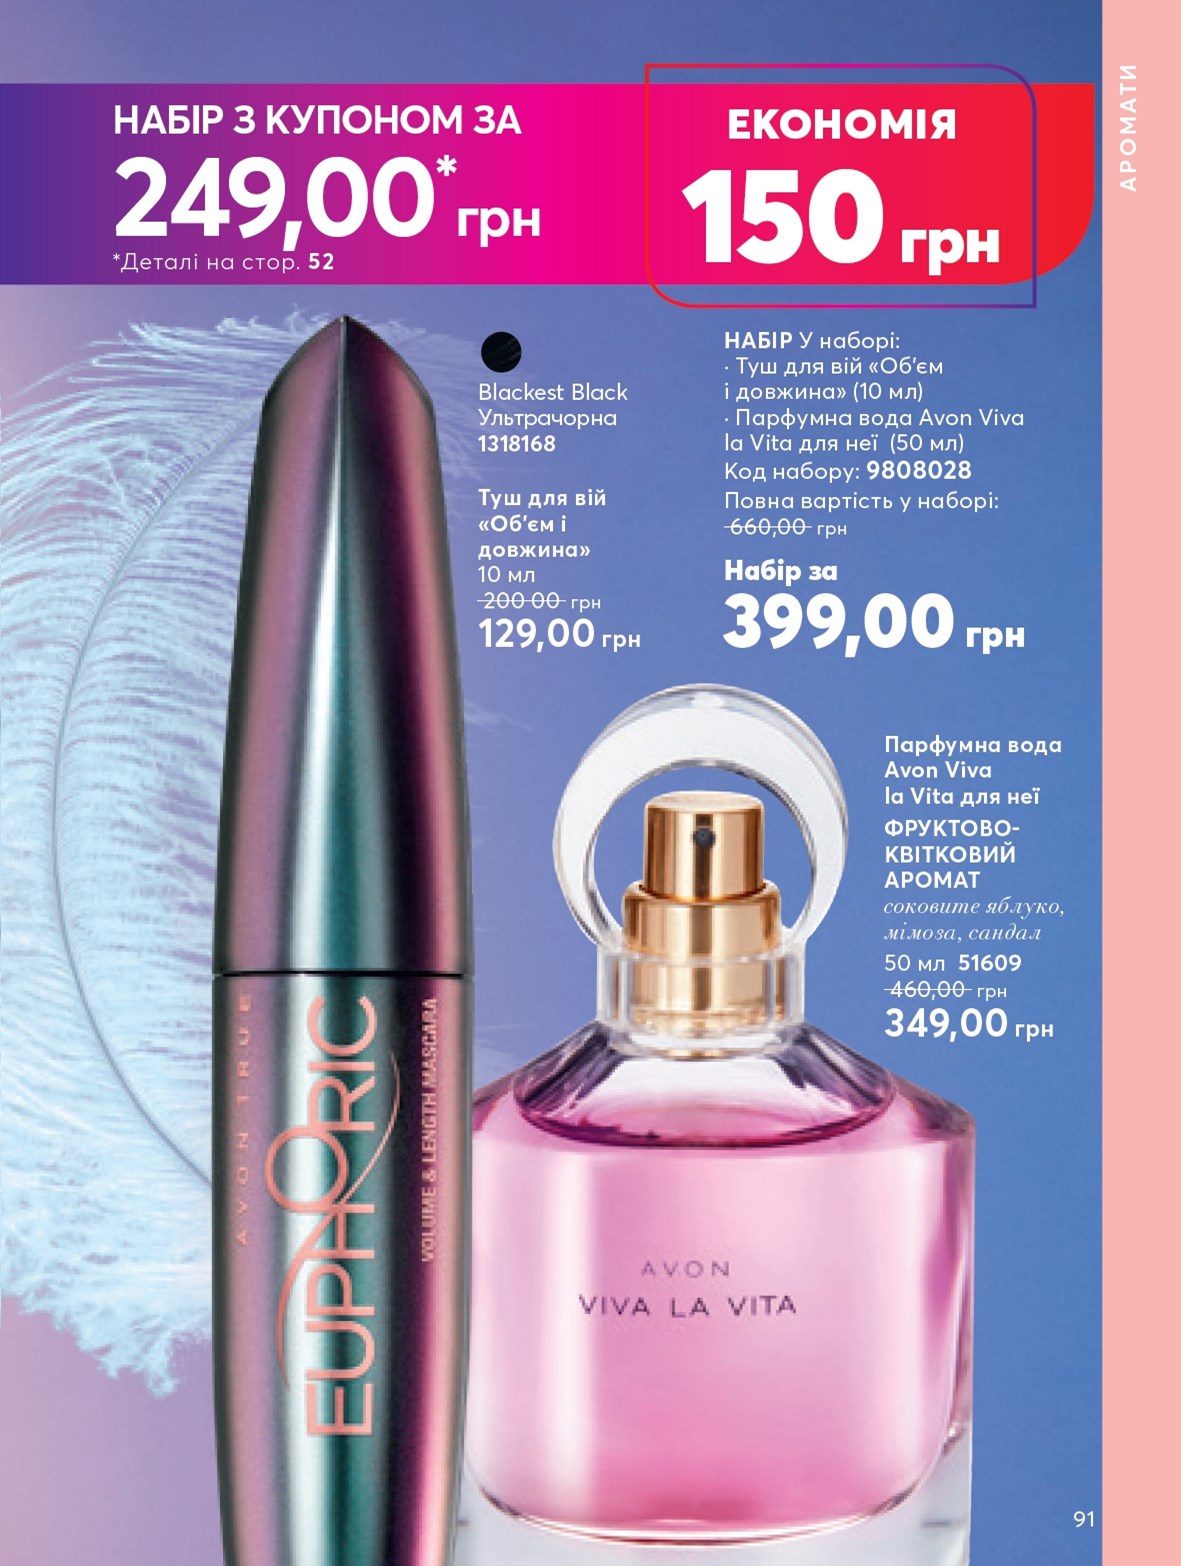 АРОМАТИ
НАБІР З КУПОНОМ ЗА
249,00* грн
*Деталі на стор. 52
ЕКОНОМІЯ
150 грн
Blackest Black
Ультрачорна
1318168
Туш для вій
«Об'єм і
довжина»
10 мл
200 00 грн
129,00 грн
НАБІР У наборі:
· Туш для вій «Об'єм
і довжина» (10 мл)
· Парфумна вода Avon Viva
la Vita для неї (50 мл)
Код набору: 9808028
Повна вартість у наборі:
660,00 грн
Набір за
399,00 грн
Парфумна вода
Avon Viva
la Vita для неї
ФРУКТОВО-
КВІТКОВИЙ
АРОМАТ
соковите яблуко,
мімоза, сандал
50 мл 51609
460,00 грн
349,00 грн
AVON TRUE
EUPHORIC
VOLUME & LENGTH MASCARA
AVON
VIVA LA VITA
91